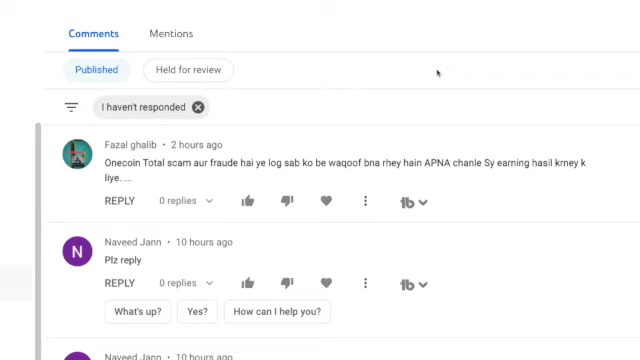 Comments Mentions
Published Held for review
I haven't responded
Fazal ghalib • 2 hours ago
Onecoin Total scam aur fraude hai ye log sab ko be waqoof bna rhey hain APNA chanle Sy earning hasil krney k
liye.....
REPLY 0 replies
N
Naveed Jann • 10 hours ago
Plz reply
REPLY 0 replies
What's up? Yes? How can I help you?
Naveed Jann • 10 hours ago